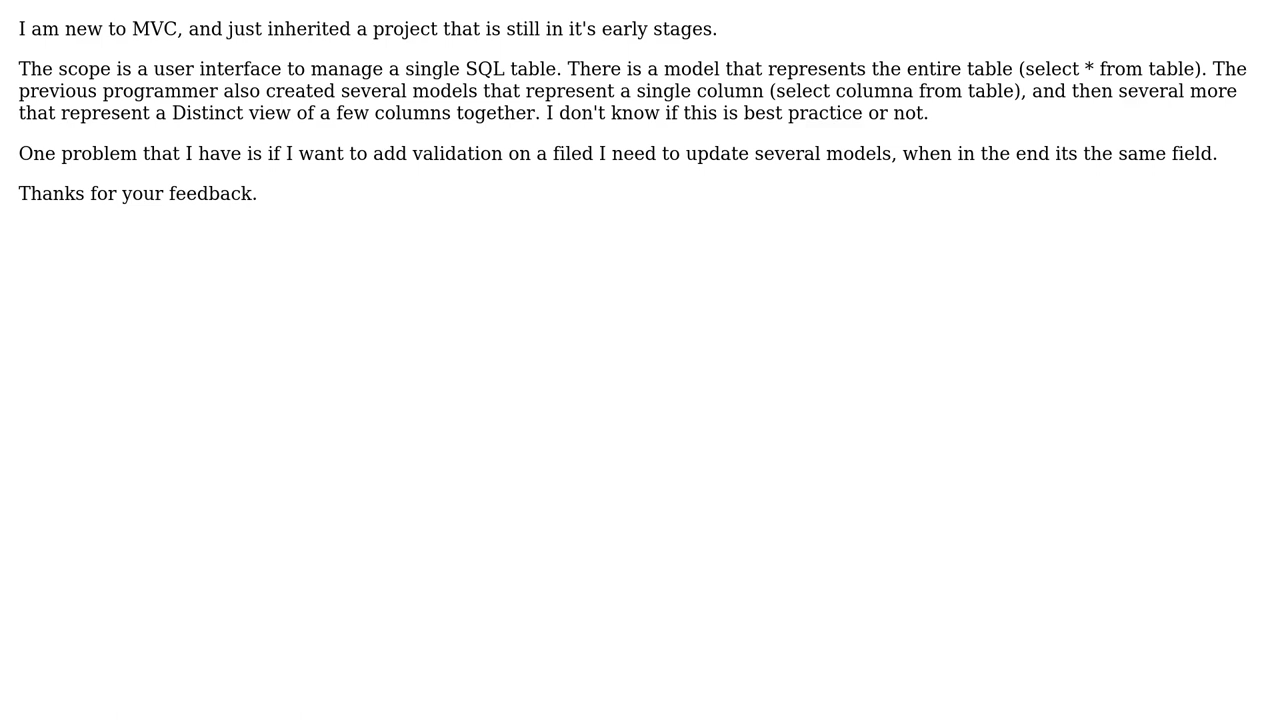 I am new to MVC, and just inherited a project that is still in it's early stages.
The scope is a user interface to manage a single SQL table. There is a model that represents the entire table (select * from table). The
previous programmer also created several models that represent a single column (select columna from table), and then several more
that represent a Distinct view of a few columns together. I don't know if this is best practice or not.
One problem that I have is if I want to add validation on a filed I need to update several models, when in the end its the same field.
Thanks for your feedback.